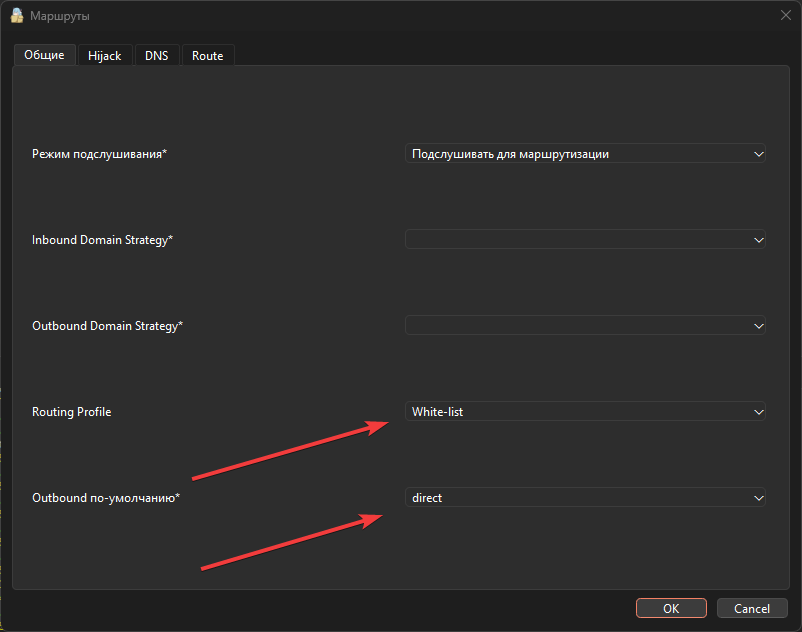 Маршруты
Общие Hijack DNS Route
Режим подслушивания* Подслушивать для маршрутизации
Inbound Domain Strategy*
Outbound Domain Strategy*
Routing Profile White-list
Outbound по-умолчанию* direct
OK Cancel